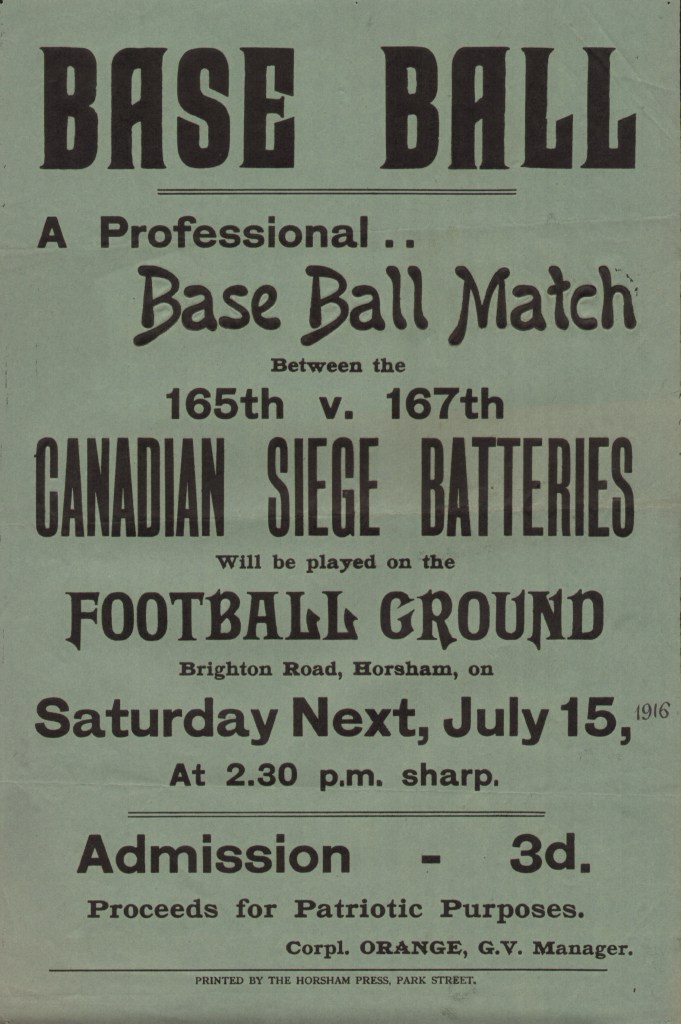 BASE BALL
A Professional . .
Base Ball Match
Between the
165th v. 167th
CANADIAN SIEGE BATTERIES
Will be played on the
FOOTBALL GROUND
Brighton Road, Horsham, on
Saturday Next, July 15, 1916
At 2.30 p.m. sharp.
Admission - 3d.
Proceeds for Patriotic Purposes.
Corpl. ORANGE, G.V. Manager.
PRINTED BY THE HORSHAM PRESS, PARK STREET.